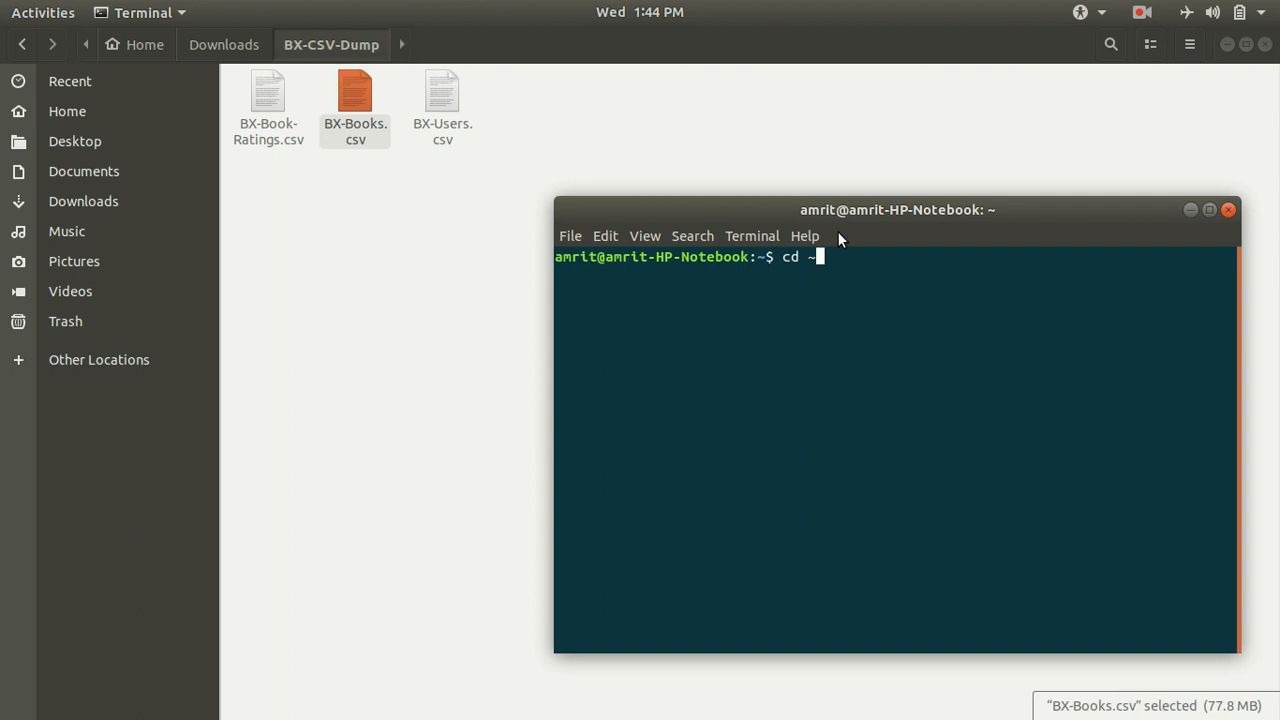 Activities Terminal Wed 1:44 PM
Home Downloads BX-CSV-Dump
Recent
Home
Desktop
Documents
Downloads
Music
Pictures
Videos
Trash
+ Other Locations
BX-Book-
Ratings.csv
BX-Books.
csv
BX-Users.
csv
amrit@amrit-HP-Notebook: ~
File Edit View Search Terminal Help
amrit@amrit-HP-Notebook:~$ cd ~
“BX-Books.csv” selected (77.8 MB)